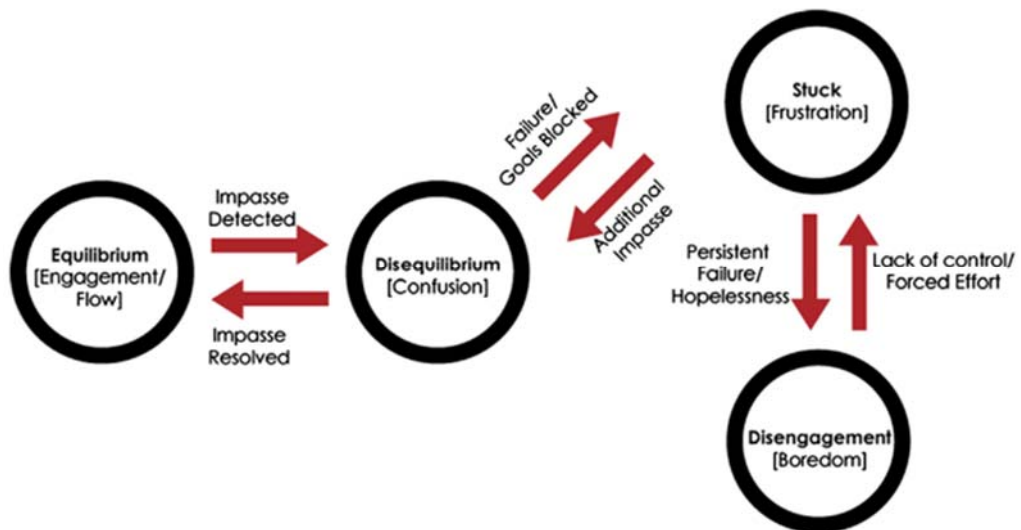 Equilibrium
[Engagement/
Flow]
Impasse
Detected
Impasse
Resolved
Disequilibrium
[Confusion]
Failure/
Goals Blocked
Additional
Impasse
Stuck
[Frustration]
Persistent
Failure/
Hopelessness
Lack of control/
Forced Effort
Disengagement
[Boredom]